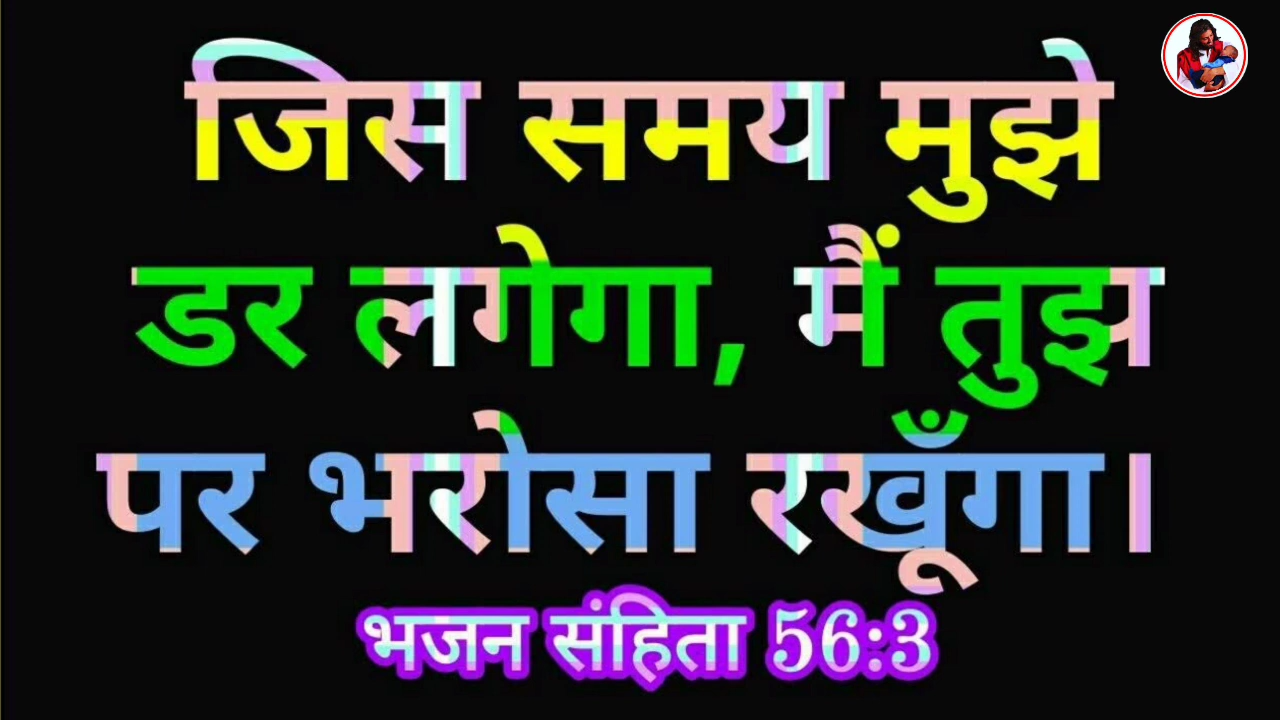 जिस समय मुझे
डर लगेगा, मैं तुझ
पर भरोसा रखूँगा।
भजन संहिता 56:3